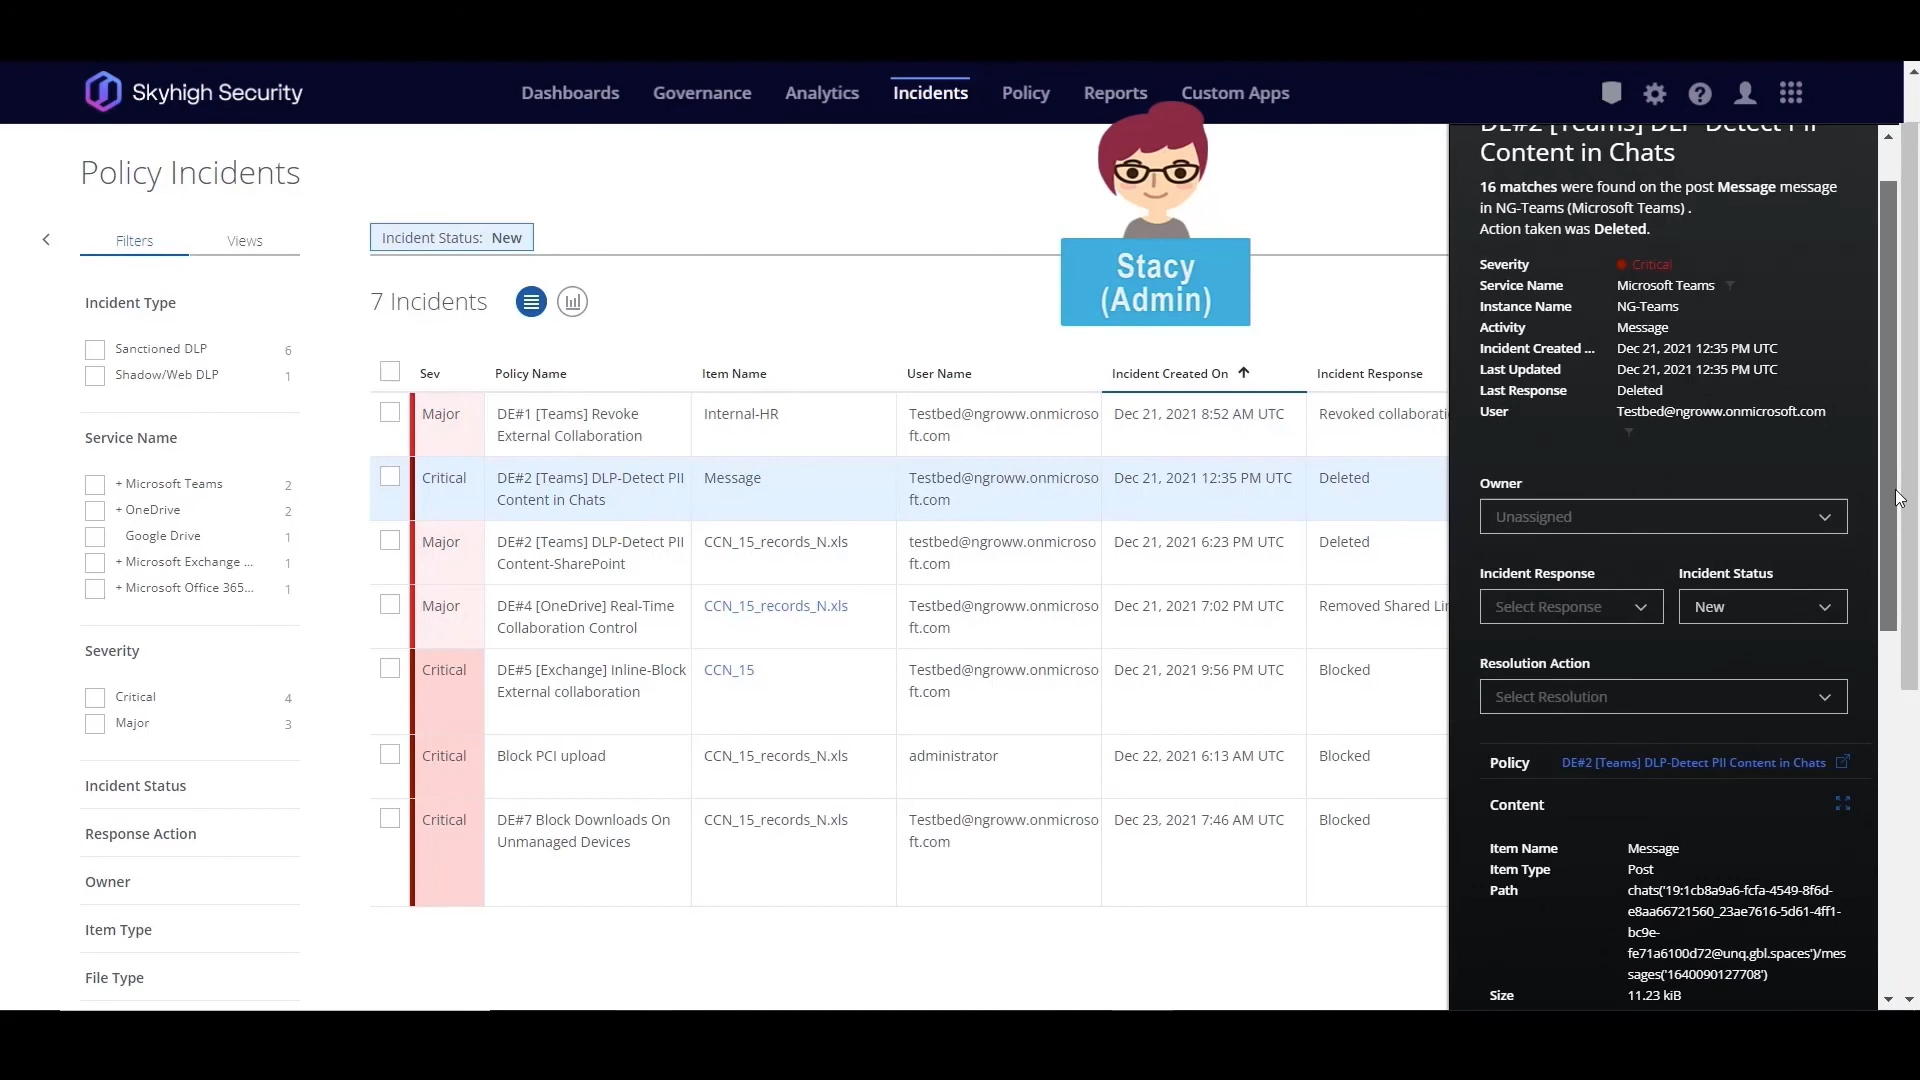 Skyhigh Security
Dashboards
Governance
Analytics
Incidents
Policy
Reports
Custom Apps
Policy Incidents
Filters
Views
Incident Type
Sanctioned DLP 6
Shadow/Web DLP 1
Service Name
+ Microsoft Teams 2
+ OneDrive 2
Google Drive 1
+ Microsoft Exchange ... 1
+ Microsoft Office 365... 1
Severity
Critical 4
Major 3
Incident Status
Response Action
Owner
Item Type
File Type
Incident Status: New
7 Incidents
Stacy
(Admin)
Sev Policy Name Item Name User Name Incident Created On Incident Response
Major DE#1 [Teams] Revoke Internal-HR Testbed@ngroww.onmicroso Dec 21, 2021 8:52 AM UTC Revoked collaborati
External Collaboration ft.com
Critical DE#2 [Teams] DLP-Detect PII Message Testbed@ngroww.onmicroso Dec 21, 2021 12:35 PM UTC Deleted
Content in Chats ft.com
Major DE#2 [Teams] DLP-Detect PII CCN_15_records_N.xls testbed@ngroww.onmicroso Dec 21, 2021 6:23 PM UTC Deleted
Content-SharePoint ft.com
Major DE#4 [OneDrive] Real-Time CCN_15_records_N.xls Testbed@ngroww.onmicroso Dec 21, 2021 7:02 PM UTC Removed Shared Lin
Collaboration Control ft.com
Critical DE#5 [Exchange] Inline-Block CCN_15 Testbed@ngroww.onmicroso Dec 21, 2021 9:56 PM UTC Blocked
External collaboration ft.com
Critical Block PCI upload CCN_15_records_N.xls administrator Dec 22, 2021 6:13 AM UTC Blocked
Critical DE#7 Block Downloads On CCN_15_records_N.xls Testbed@ngroww.onmicroso Dec 23, 2021 7:46 AM UTC Blocked
Unmanaged Devices ft.com
DE#2 [Teams] DLP-Detect PII
Content in Chats
16 matches were found on the post Message message
in NG-Teams (Microsoft Teams) .
Action taken was Deleted.
Severity Critical
Service Name Microsoft Teams
Instance Name NG-Teams
Activity Message
Incident Created ... Dec 21, 2021 12:35 PM UTC
Last Updated Dec 21, 2021 12:35 PM UTC
Last Response Deleted
User Testbed@ngroww.onmicrosoft.com
Owner
Unassigned
Incident Response Incident Status
Select Response New
Resolution Action
Select Resolution
Policy DE#2 [Teams] DLP-Detect PII Content in Chats
Content
Item Name Message
Item Type Post
Path chats('19:1cb8a9a6-fcfa-4549-8f6d-
e8aa66721560_23ae7616-5d61-4ff1-
bc9e-
fe71a6100d72@unq.gbl.spaces')/mes
sages('1640090127708')
Size 11.23 kiB